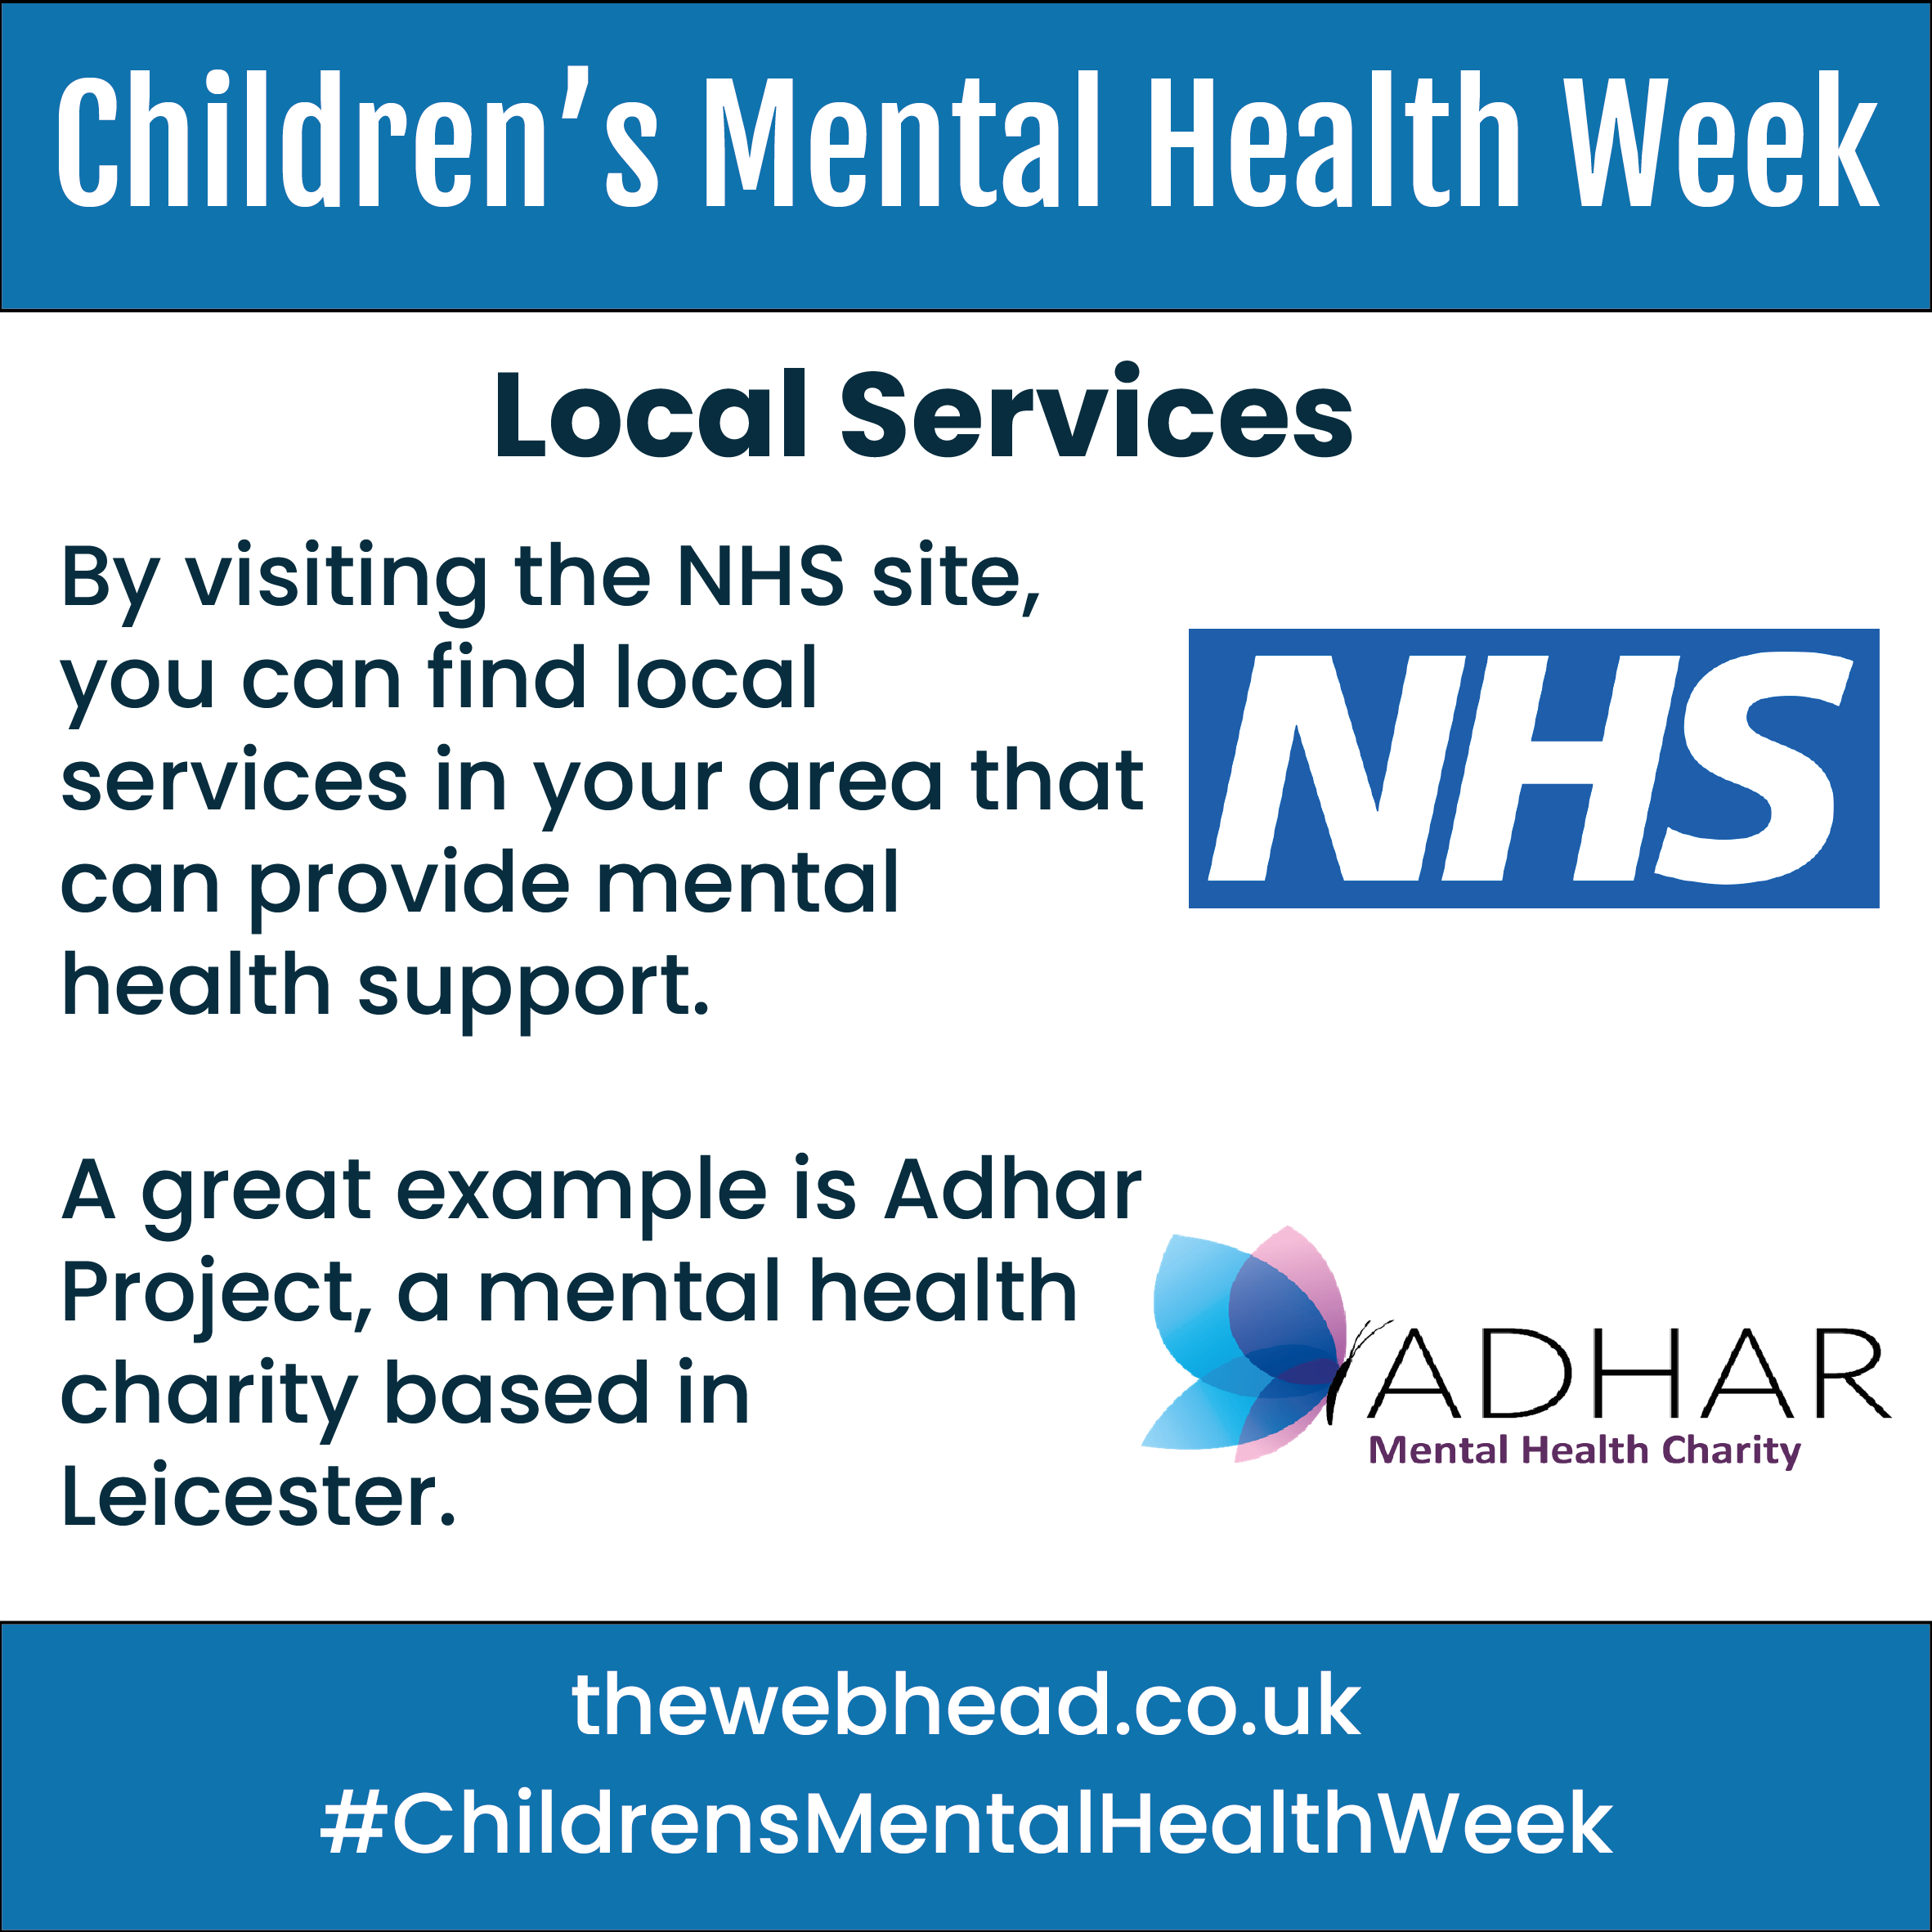 Children’s Mental Health Week
Local Services
By visiting the NHS site,
you can find local
services in your area that
can provide mental
health support.
NHS
A great example is Adhar
Project, a mental health
charity based in
Leicester.
ADHAR
Mental Health Charity
thewebhead.co.uk
#ChildrensMentalHealthWeek